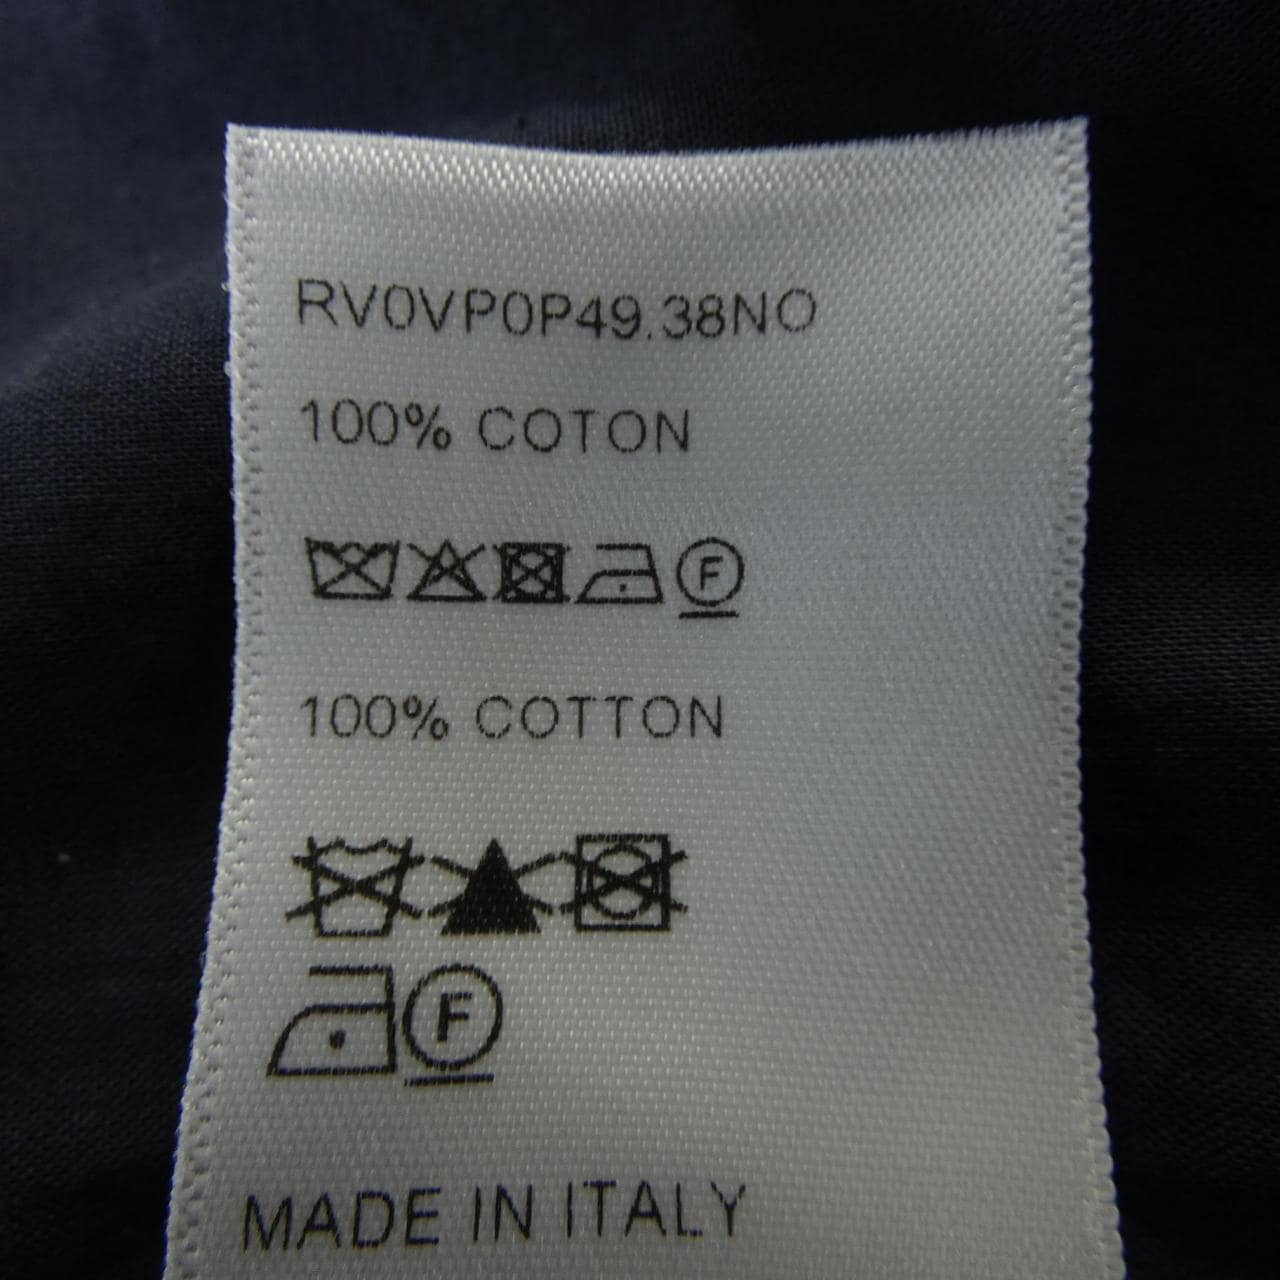 RV0VP0P49.38NO
100% COTON
F
100% COTTON
F
MADE IN ITALY